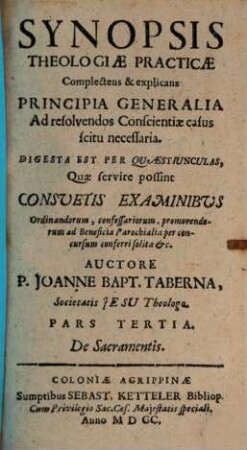 SYNOPSIS
THEOLOGIÆ PRACTICÆ
Complectens & explicans
PRINCIPIA GENERALIA
Ad resolvendos Conscientiæ casus
scitu necessaria.
DIGESTA EST PER QUÆSTIUNCULAS,
Quæ servire possint
CONSVETIS EXAMINIBUS
Ordinandorum, confessariorum, promovendo-
rum ad Beneficia Parochialia per con-
cursum conferri solita &c.
AUCTORE
P. JOANNE BAPT. TABERNA,
Societatis JESU Theologo.
PARS TERTIA.
De Sacramentis.
COLONIÆ AGRIPPINÆ
Sumptibus SEBAST. KETTELER Bibliop.
Cum Privilegio Sac. Cæs. Majestatis speciali.
Anno M DCC.